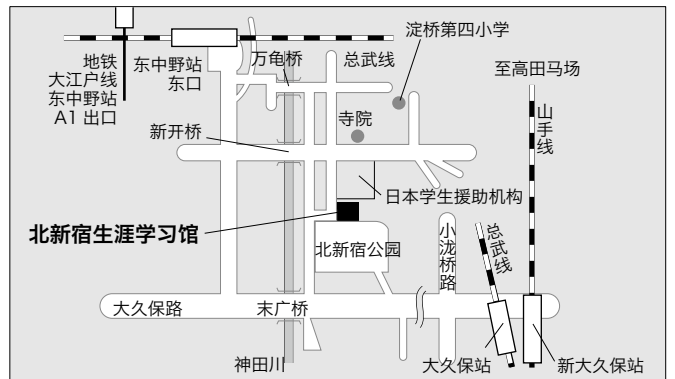 淀桥第四小学
地铁
大江户线
东中野站
A1 出口
东中野站
东口
万龟桥
总武线
至高田马场
山手线
新开桥
寺院
日本学生援助机构
北新宿生涯学习馆
北新宿公园
小泷桥路
总武线
大久保路
末广桥
神田川
大久保站
新大久保站